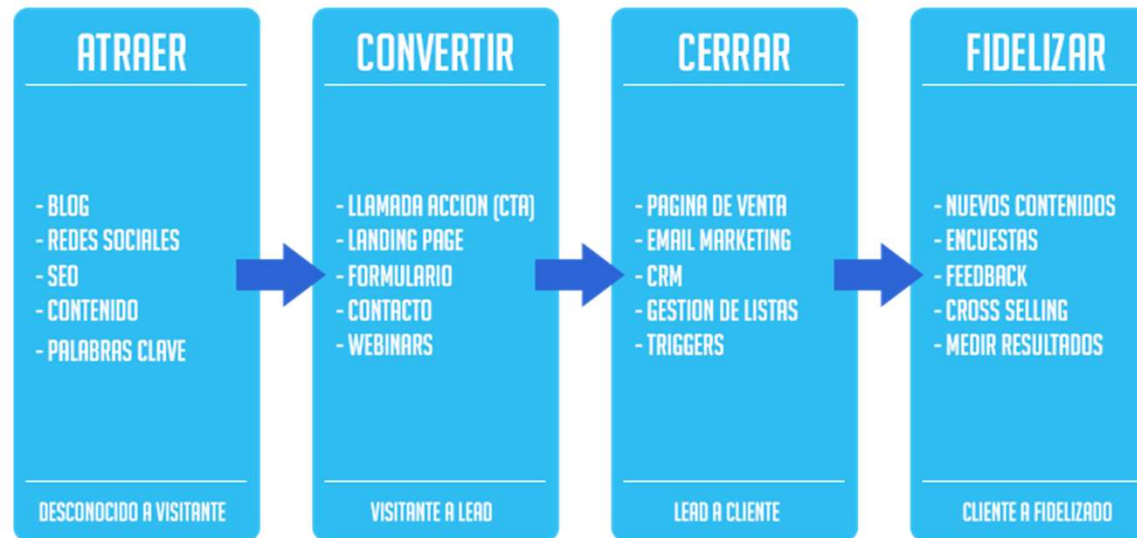 ATRAER
- BLOG
- REDES SOCIALES
- SEO
- CONTENIDO
- PALABRAS CLAVE
DESCONOCIDO A VISITANTE
CONVERTIR
- LLAMADA ACCION (CTA)
- LANDING PAGE
- FORMULARIO
- CONTACTO
- WEBINARS
VISITANTE A LEAD
CERRAR
- PAGINA DE VENTA
- EMAIL MARKETING
- CRM
- GESTION DE LISTAS
- TRIGGERS
LEAD A CLIENTE
FIDELIZAR
- NUEVOS CONTENIDOS
- ENCUESTAS
- FEEDBACK
- CROSS SELLING
- MEDIR RESULTADOS
CLIENTE A FIDELIZADO